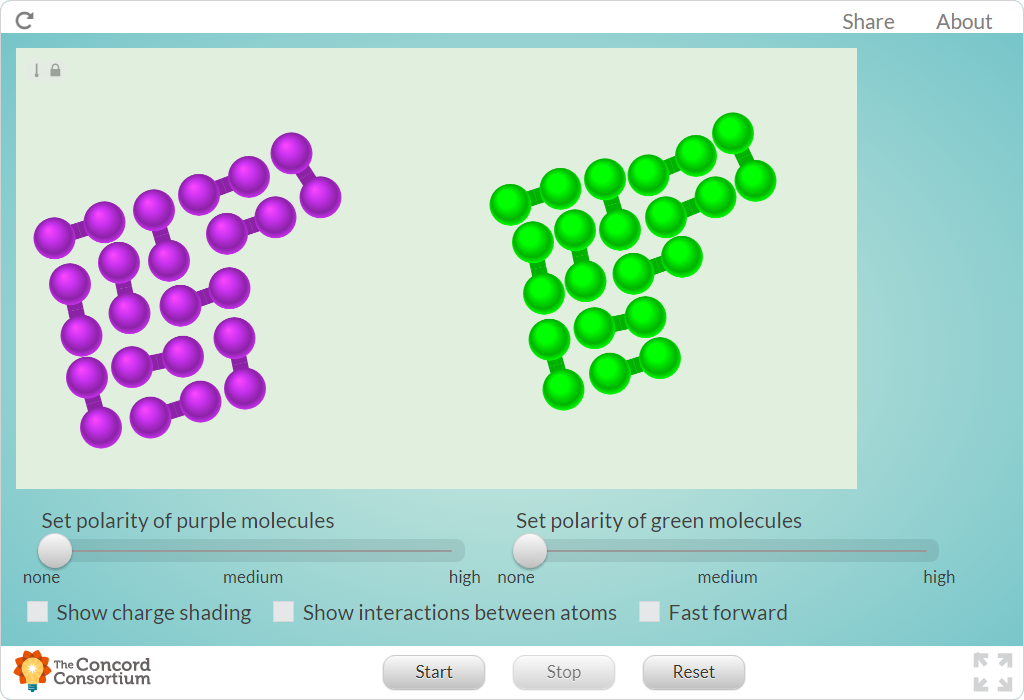 Share About
Set polarity of purple molecules Set polarity of green molecules
none medium high none medium high
Show charge shading Show interactions between atoms Fast forward
The Concord
Consortium
Start Stop Reset